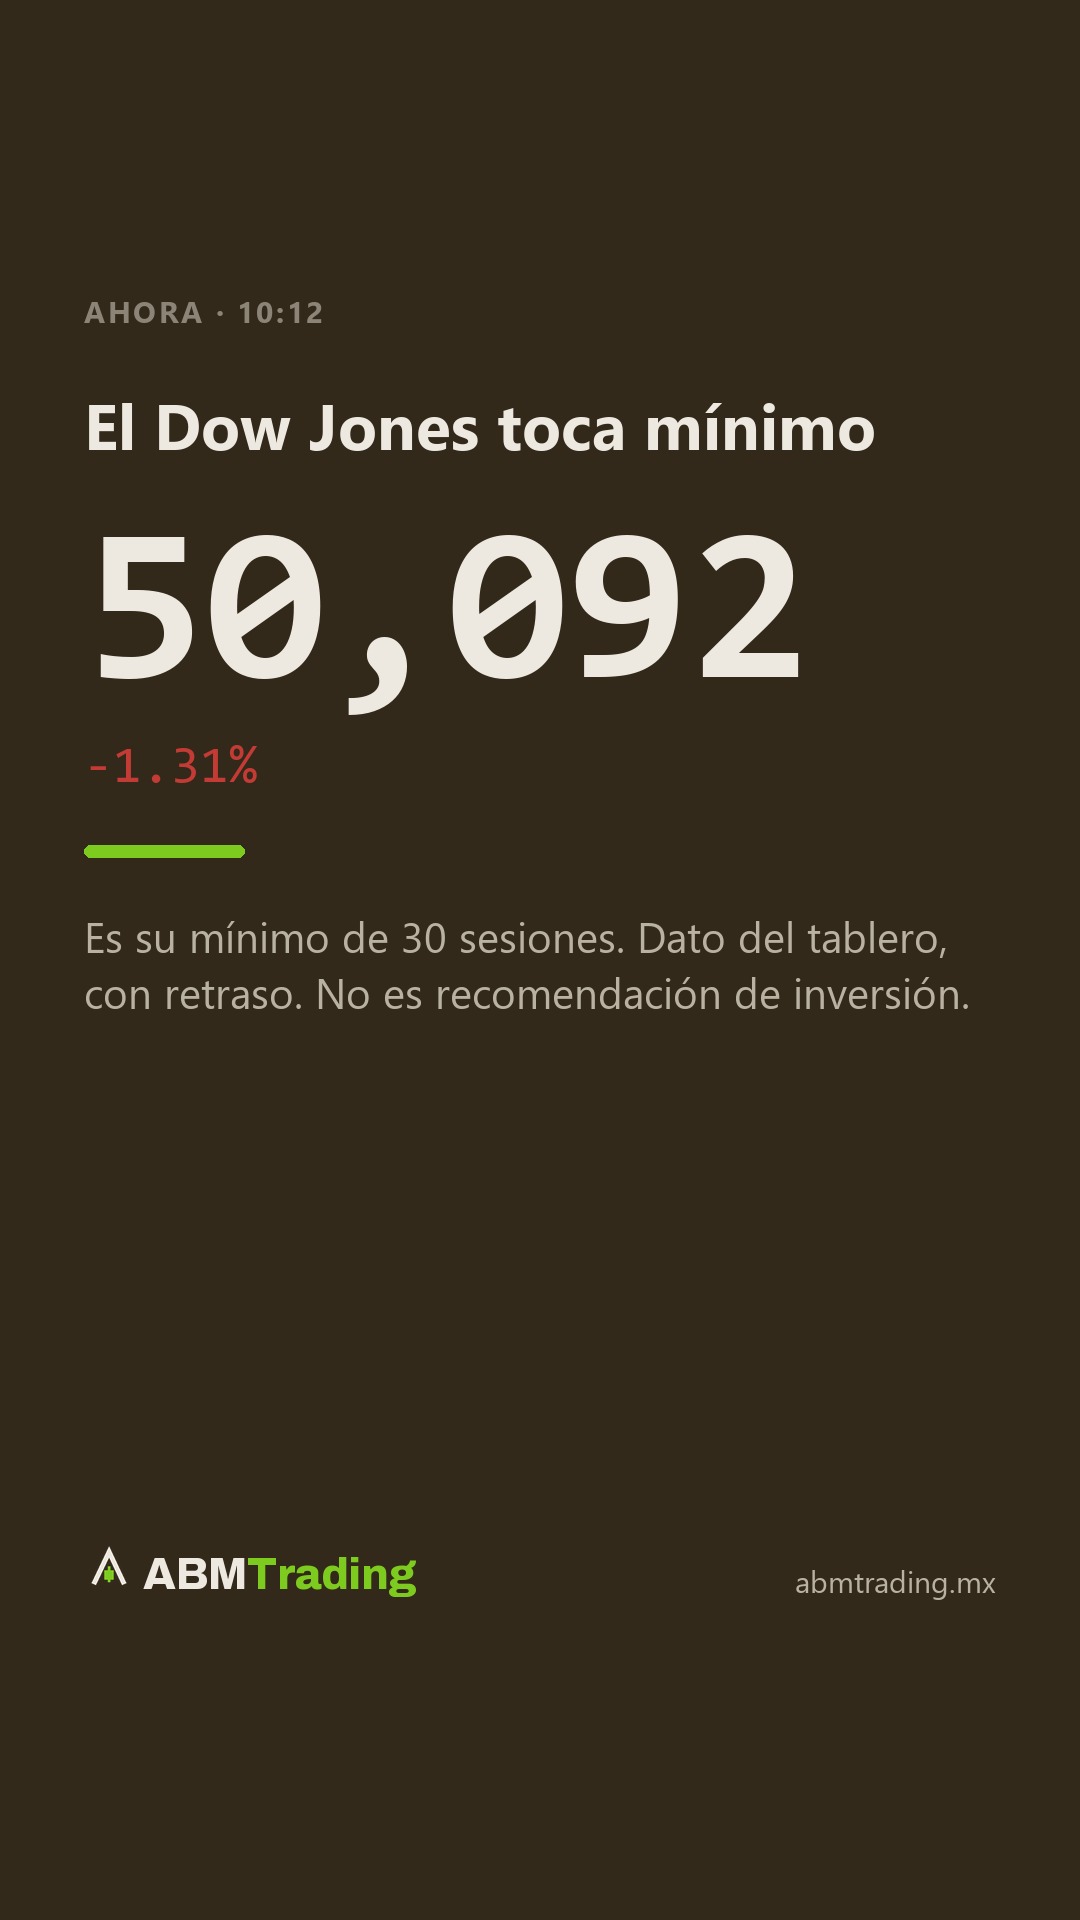 AHORA · 10:12
El Dow Jones toca mínimo
50,092
-1.31%
Es su mínimo de 30 sesiones. Dato del tablero,
con retraso. No es recomendación de inversión.
ABMTrading
abmtrading.mx